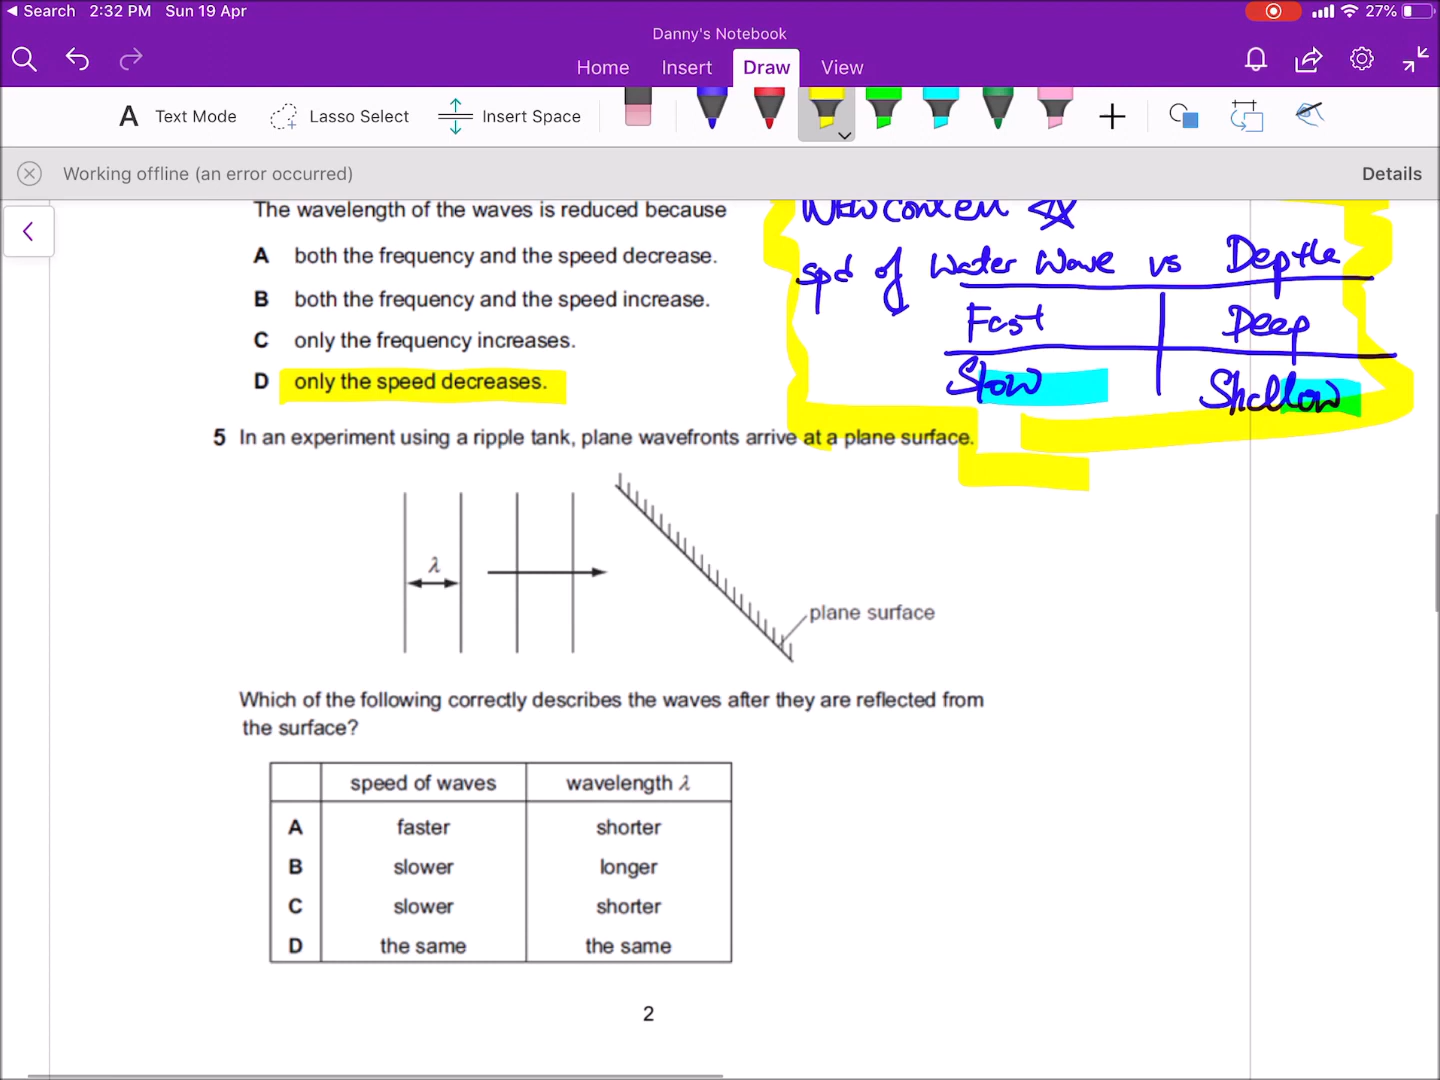 Search 2:32 PM Sun 19 Apr 27%
Danny's Notebook
Home Insert Draw View
A Text Mode Lasso Select Insert Space
Working offline (an error occurred) Details
The wavelength of the waves is reduced because
A both the frequency and the speed decrease.
B both the frequency and the speed increase.
C only the frequency increases.
D only the speed decreases.
NEW Content
spd of Water Wave vs Depth
Fast Deep
Slow Shallow
5 In an experiment using a ripple tank, plane wavefronts arrive at a plane surface.
λ
plane surface
Which of the following correctly describes the waves after they are reflected from
the surface?
speed of waves wavelength λ
A faster shorter
B slower longer
C slower shorter
D the same the same
2